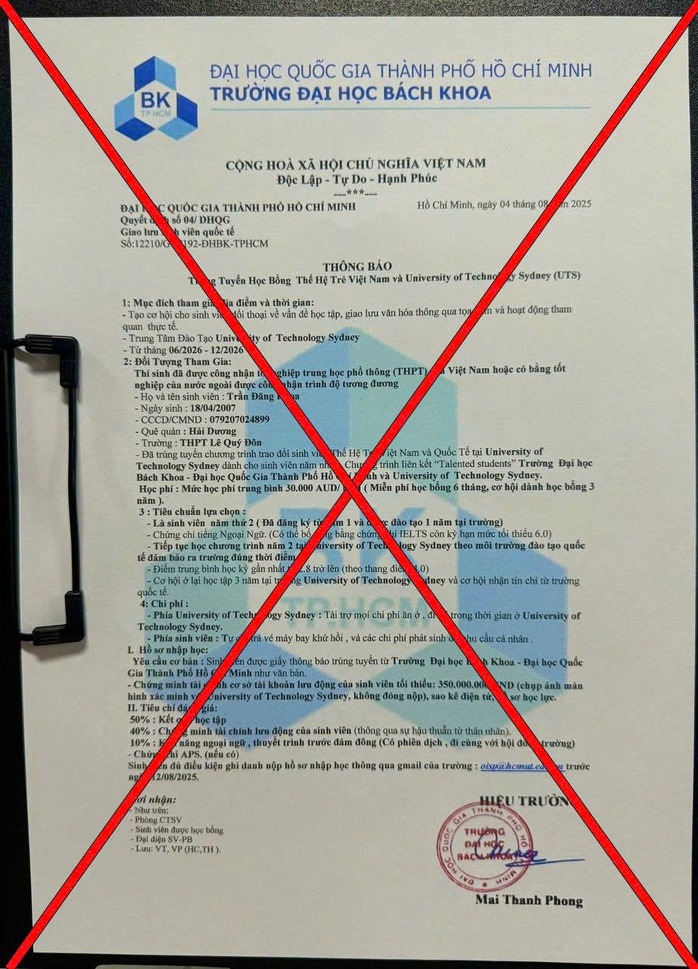 BK
TP.HCM
ĐẠI HỌC QUỐC GIA THÀNH PHỐ HỒ CHÍ MINH
TRƯỜNG ĐẠI HỌC BÁCH KHOA
CỘNG HOÀ XÃ HỘI CHỦ NGHĨA VIỆT NAM
Độc Lập - Tự Do - Hạnh Phúc
---***---
ĐẠI QUỐC GIA THÀNH PHỐ HỒ CHÍ MINH
Hồ Chí Minh, ngày 04 tháng 08 2025
Quyết số 04/ DHQG
Giao lưu viên quốc tế
-ĐHBK-TPHCM
THÔNG BÁO
Tuyển Học Bổng Thế Hệ Trẻ Việt Nam và University of Sydney (UTS)
1: Mục đích tham địa điểm và thời gian:
- Tạo cơ hội cho sinh đối thoại về vấn đề học tập, giao lưu văn hóa thông qua và hoạt động tham
quan thực tế.
- Trung Tâm Đào Tạo of Technology Sydney
- Từ tháng 06/2026 - 12/2026
2: Đối Tượng Tham Gia:
Thí sinh đã được công nhận nghiệp trung học phổ thông (THPT) Việt Nam hoặc có bằng tốt
nghiệp của nước ngoài được nhận trình độ tương đương
- Họ và tên sinh viên : Trần Đăng
- Ngày sinh : 18/04/2007
- CCCD/CMND : 079207024899
- Quê quán : Hải Dương
- Trường : THPT Lê Quý Đôn
- Đã trúng tuyển chương trình trao đổi sinh Thế Hệ Việt Nam và Quốc Tế tại University of
Technology Sydney dành cho sinh viên năm trình liên kết “Talented students” Trường Đại học
Bách Khoa - Đại học Quốc Gia Thành Phố và University of Technology Sydney.
Học phí : Mức học phí trung bình 30.000 AUD/ ( Miễn phí học bổng 6 tháng, cơ hội dành học bổng 3
năm ).
3 : Tiêu chuẩn lựa chọn :
- Là sinh viên năm thứ 2 ( Đã đăng ký 1 và được đào tạo 1 năm tại trường)
- Chứng chỉ tiếng Ngoại Ngữ. (Có thể bằng IELTS còn kỳ hạn mức tối thiểu 6.0)
- Tiếp tục học chương trình năm 2 of Sydney theo môi trường đào tạo quốc
tế đảm bảo ra trường đúng thời điểm
- Điểm trung bình học kỳ gần nhất 2.8 trở lên (theo thang
- Cơ hội ở lại học tập 3 năm tại University of Technology và cơ hội nhận tín chỉ từ trường
quốc tế.
4: Chi phí :
- Phía University of Sydney : Tài trợ mọi chi phí ăn ở , trong thời gian ở University of
Technology Sydney.
- Phía sinh viên : Tự trả vé máy bay khứ hồi , và các chi phí phát sinh nhu cầu cá nhân .
I. Hồ sơ nhập học:
Yêu cầu cơ bản : được giấy thông báo trúng tuyển từ Trường Đại học Khoa - Đại học Quốc
Gia Thành Phố Minh như văn bản.
- Chứng minh tài cơ sở tài khoản lưu động của sinh viên tối thiểu: (chụp ảnh màn
hình xác minh University of Technology Sydney, không đóng nộp), sao kê điện tử, sơ học lực.
II. Tiêu chí giá:
50% : Kết học tập
40% : minh tài chính lưu động của sinh viên (thông qua sự hậu thuẫn từ thân nhân).
10% : năng ngoại ngữ , thuyết trình trước đám đông (Có phiên dịch , đi cùng với hội trường)
- APS. (nếu có)
Sinh đủ điều kiện ghi danh nộp hồ sơ nhập học thông qua gmail của trường : trước
12/08/2025.
nhận:
HIỆU
- Như trên;
- Phòng CTSV
- Sinh viên được học bổng
- Đại diện SV-PB
- Lưu: VT, VP (HC,TH ).
TRƯỜNG
ĐẠI HỌC
BÁCH KHOA
Mai Thanh Phong